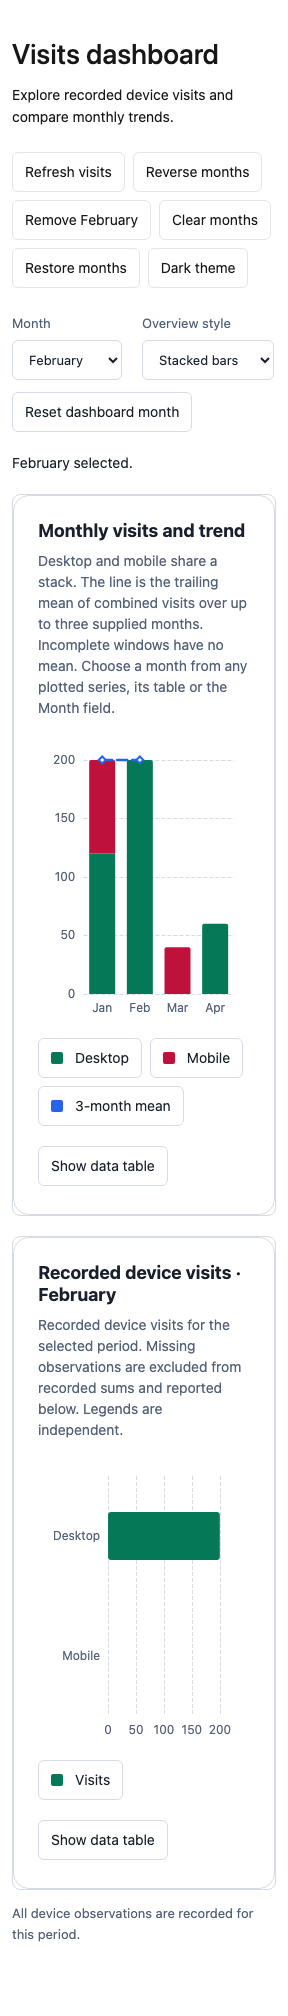 Visits dashboard
Explore recorded device visits and
compare monthly trends.
Refresh visits
Reverse months
Remove February
Clear months
Restore months
Dark theme
Month
Overview style
February
Stacked bars
Reset dashboard month
February selected.
Monthly visits and trend
Desktop and mobile share a
stack. The line is the trailing
mean of combined visits over up
to three supplied months.
Incomplete windows have no
mean. Choose a month from any
plotted series, its table or the
Month field.
200
150
100
50
0
Jan Feb Mar Apr
Desktop
Mobile
3-month mean
Show data table
Recorded device visits ·
February
Recorded device visits for the
selected period. Missing
observations are excluded from
recorded sums and reported
below. Legends are
independent.
Desktop
Mobile
0 50 100 150 200
Visits
Show data table
All device observations are recorded for
this period.